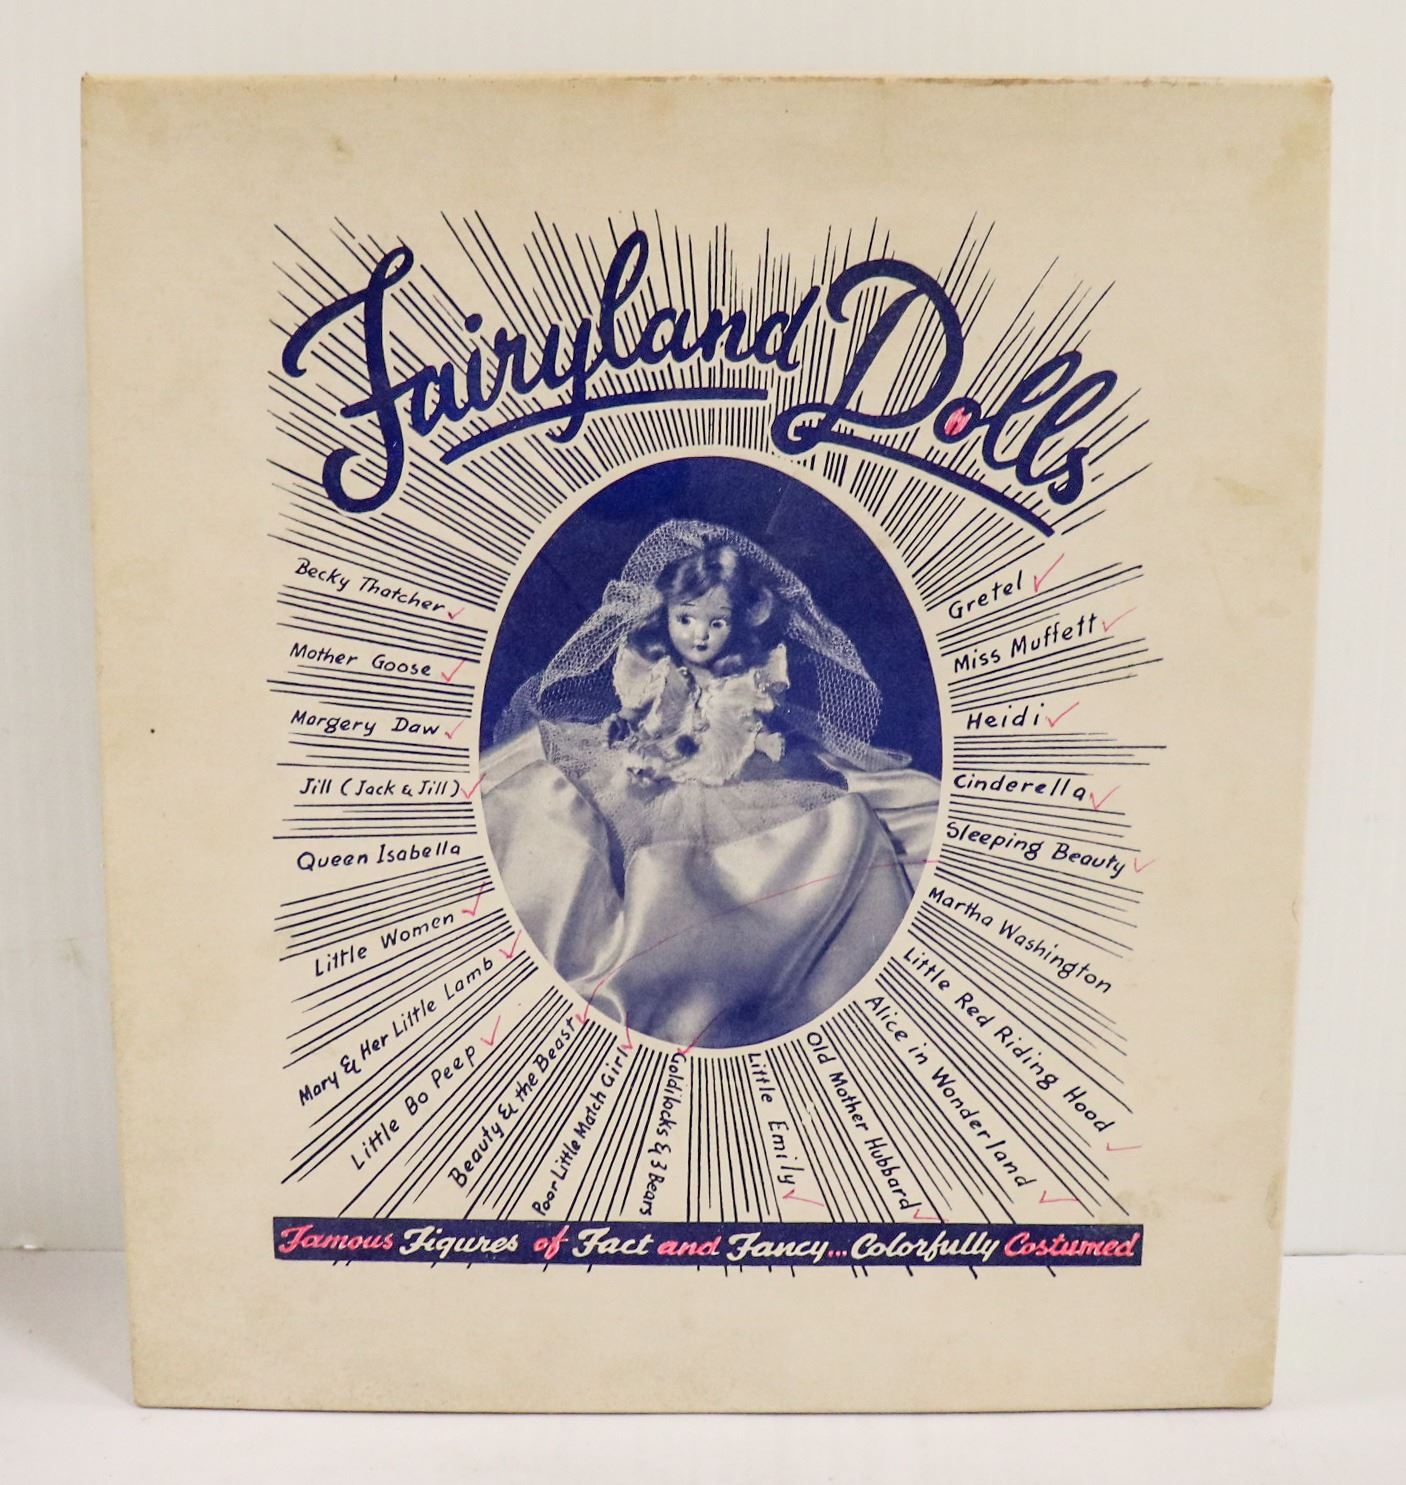 Fairyland Dolls
Becky Thatcher
Mother Goose
Margery Daw
Jill (Jack & Jill)
Queen Isabella
Little Women
Mary & Her Little Lamb
Little Bo Peep
Beauty & the Beast
Poor Little Match Girl
Goldilocks & 3 Bears
Little Emily
Old Mother Hubbard
Alice in Wonderland
Little Red Riding Hood
Martha Washington
Sleeping Beauty
Cinderella
Heidi
Miss Muffett
Gretel
Famous Figures of Fact and Fancy...Colorfully Costumed